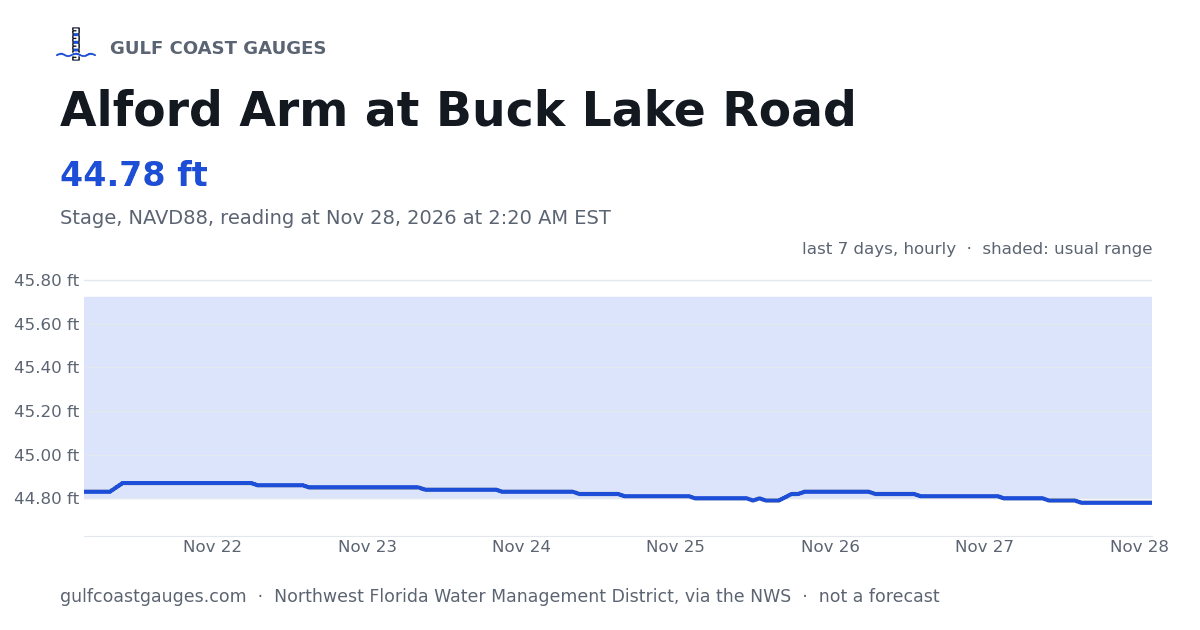 GULF COAST GAUGES
Alford Arm at Buck Lake Road
44.78 ft
Stage, NAVD88, reading at Nov 28, 2026 at 2:20 AM EST
last 7 days, hourly · shaded: usual range
45.80 ft
45.60 ft
45.40 ft
45.20 ft
45.00 ft
44.80 ft
Nov 22 Nov 23 Nov 24 Nov 25 Nov 26 Nov 27 Nov 28
gulfcoastgauges.com · Northwest Florida Water Management District, via the NWS · not a forecast